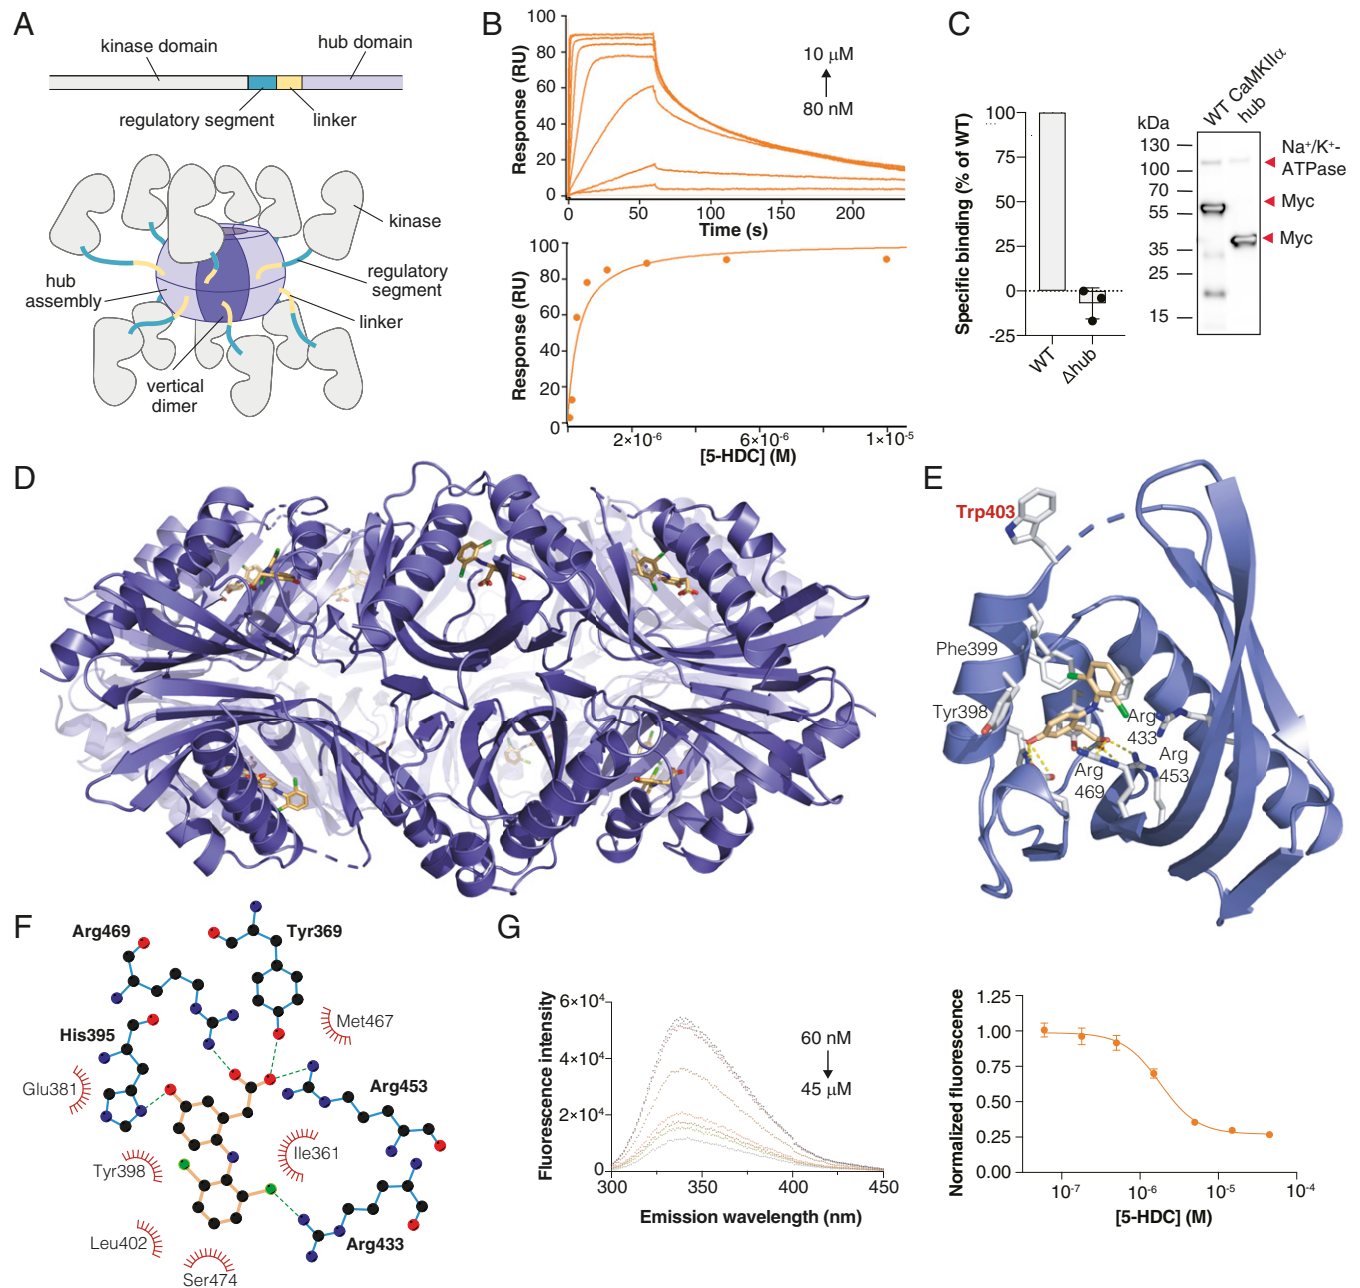 A
kinase domain
hub domain
regulatory segment
linker
kinase
regulatory
segment
hub
assembly
linker
vertical
dimer
B
Response (RU)
100
80
60
40
20
0
10 μM
80 nM
0
50
100
150
200
Time (s)
Response (RU)
100
80
60
40
20
0
2×10⁻⁶
6×10⁻⁶
1×10⁻⁵
[5-HDC] (M)
C
Specific binding (% of WT)
100
75
50
25
0
-25
WT
Δhub
kDa
130
100
70
55
35
25
15
WT
CaMKIIα
hub
Na⁺/K⁺-
ATPase
Myc
Myc
D
E
Trp403
Phe399
Tyr398
Arg
433
Arg
453
Arg
469
F
Arg469
Tyr369
Met467
His395
Glu381
Arg453
Ile361
Tyr398
Leu402
Arg433
Ser474
G
Fluorescence intensity
6×10⁴
4×10⁴
2×10⁴
0
60 nM
45 μM
300
350
400
450
Emission wavelength (nm)
Normalized fluorescence
1.25
1.00
0.75
0.50
0.25
0.00
10⁻⁷
10⁻⁶
10⁻⁵
10⁻⁴
[5-HDC] (M)